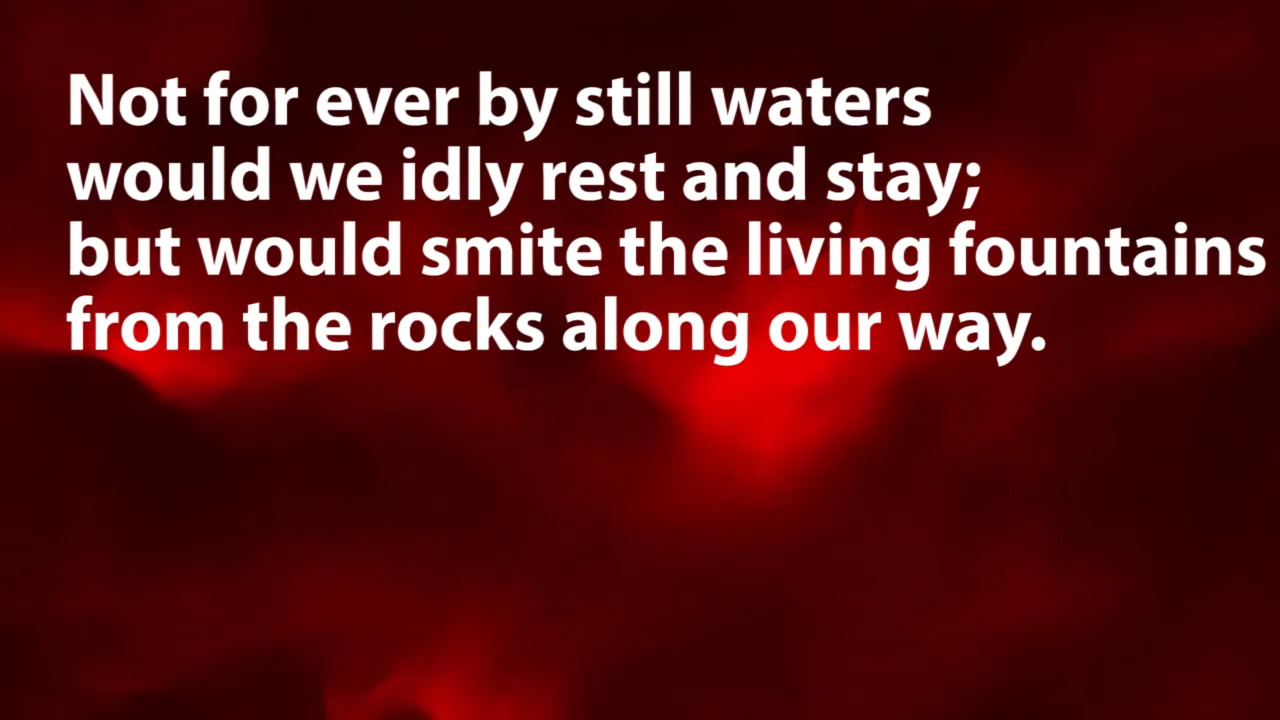 Not for ever by still waters
would we idly rest and stay;
but would smite the living fountains
from the rocks along our way.